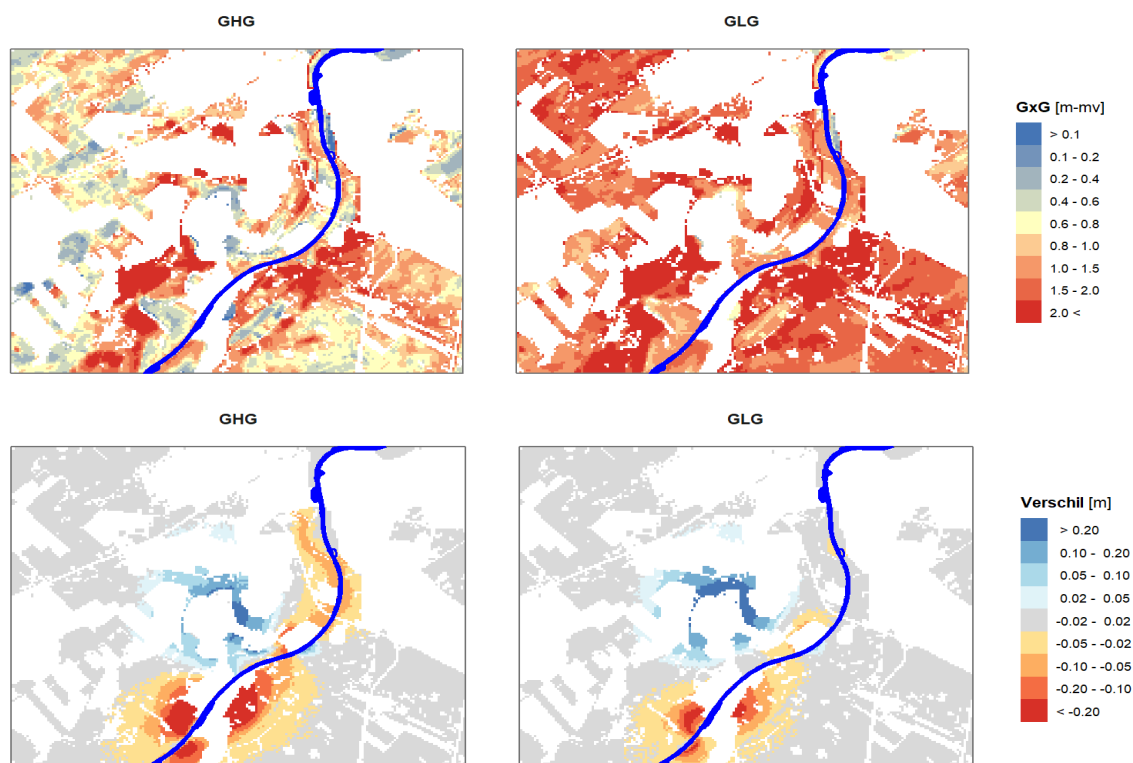 GHG
GLG
GxG [m-mv]
> 0.1
0.1 - 0.2
0.2 - 0.4
0.4 - 0.6
0.6 - 0.8
0.8 - 1.0
1.0 - 1.5
1.5 - 2.0
2.0 <
GHG
GLG
Verschil [m]
> 0.20
0.10 - 0.20
0.05 - 0.10
0.02 - 0.05
-0.02 - 0.02
-0.05 - -0.02
-0.10 - -0.05
-0.20 - -0.10
< -0.20